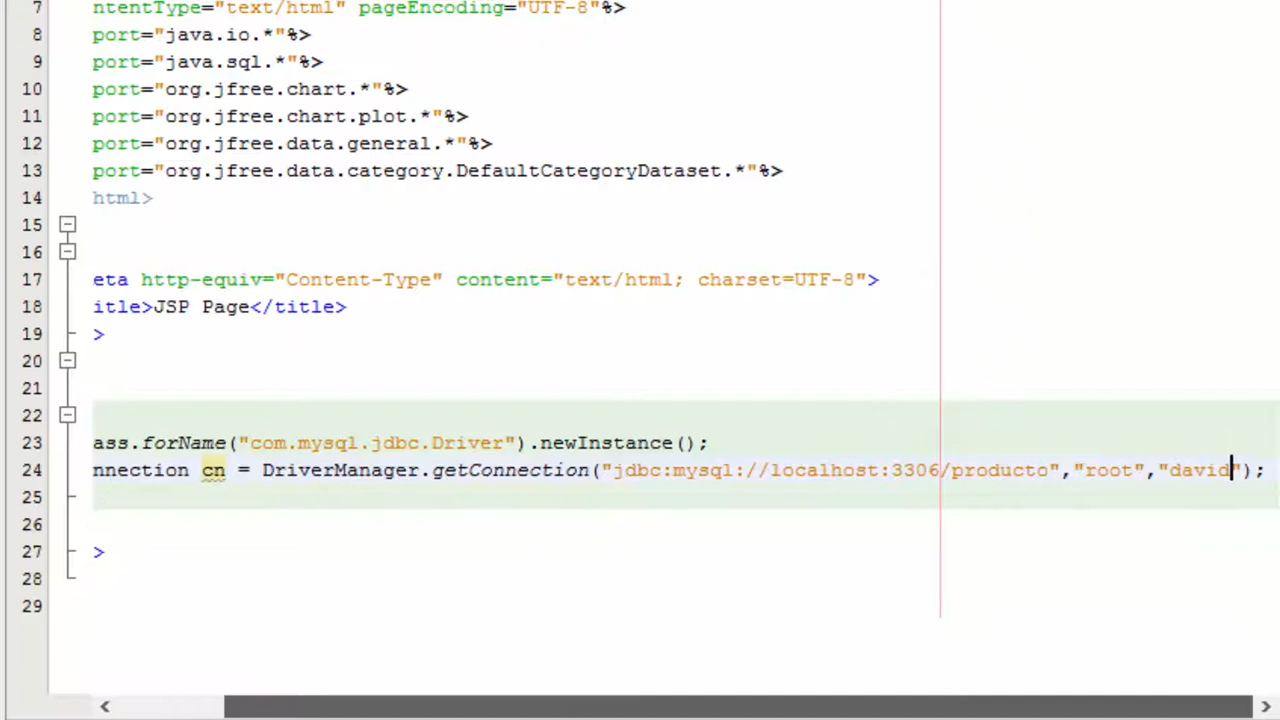 7 ntentType="text/html" pageEncoding="UTF-8"%>
8 port="java.io.*"%>
9 port="java.sql.*"%>
10 port="org.jfree.chart.*"%>
11 port="org.jfree.chart.plot.*"%>
12 port="org.jfree.data.general.*"%>
13 port="org.jfree.data.category.DefaultCategoryDataset.*"%>
14 html>
15
16
17 eta http-equiv="Content-Type" content="text/html; charset=UTF-8">
18 itle>JSP Page</title>
19 >
20
21
22
23 ass.forName("com.mysql.jdbc.Driver").newInstance();
24 nnection cn = DriverManager.getConnection("jdbc:mysql://localhost:3306/producto","root","david");
25
26
27 >
28
29